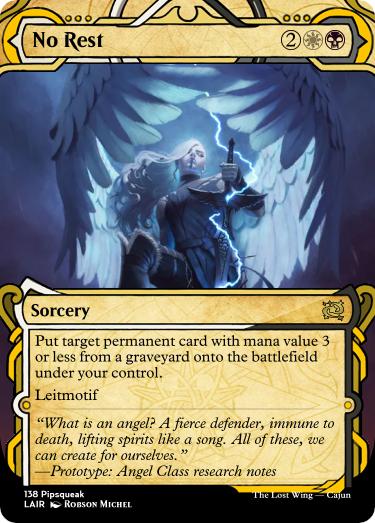 No Rest
2
Sorcery
Put target permanent card with mana value 3
or less from a graveyard onto the battlefield
under your control.
Leitmotif
“What is an angel? A fierce defender, immune to
death, lifting spirits like a song. All of these, we
can create for ourselves.”
—Prototype: Angel Class research notes
138 Pipsqueak
LAIR Robson Michel
The Lost Wing — Cajun